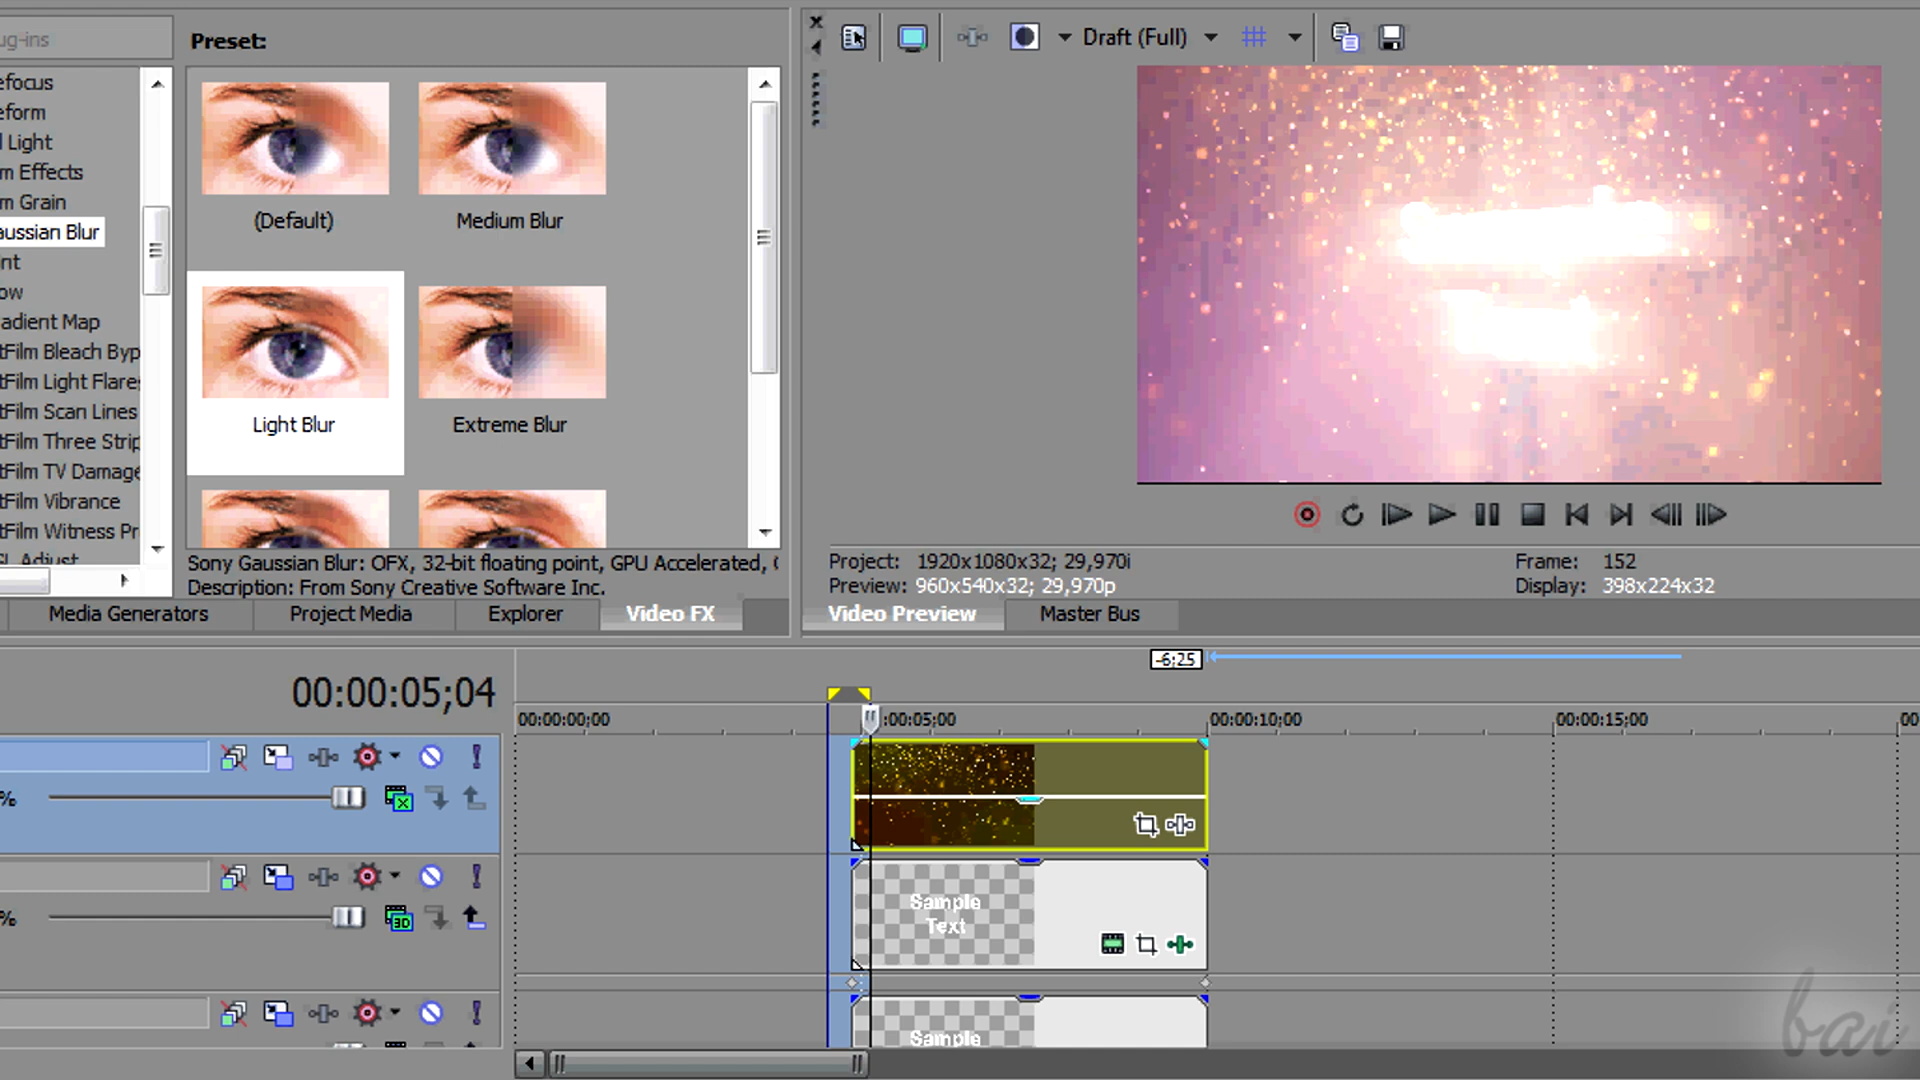 ug-ins
Preset:
efocus
eform
l Light
m Effects
m Grain
aussian Blur
nt
ow
adient Map
tFilm Bleach Byp
tFilm Light Flare
tFilm Scan Lines
tFilm Three Strip
tFilm TV Damage
tFilm Vibrance
tFilm Witness Pr
SL Adjust
(Default)
Medium Blur
Light Blur
Extreme Blur
Sony Gaussian Blur: OFX, 32-bit floating point, GPU Accelerated,
Description: From Sony Creative Software Inc.
Media Generators
Project Media
Explorer
Video FX
Draft (Full)
Project: 1920x1080x32; 29,970i
Preview: 960x540x32; 29,970p
Frame: 152
Display: 398x224x32
Video Preview
Master Bus
-6;25
00:00:05;04
00:00:00;00
:00:05;00
00:00:10;00
00:00:15;00
00
%
%
Sample
Text
3D
Sample
bai